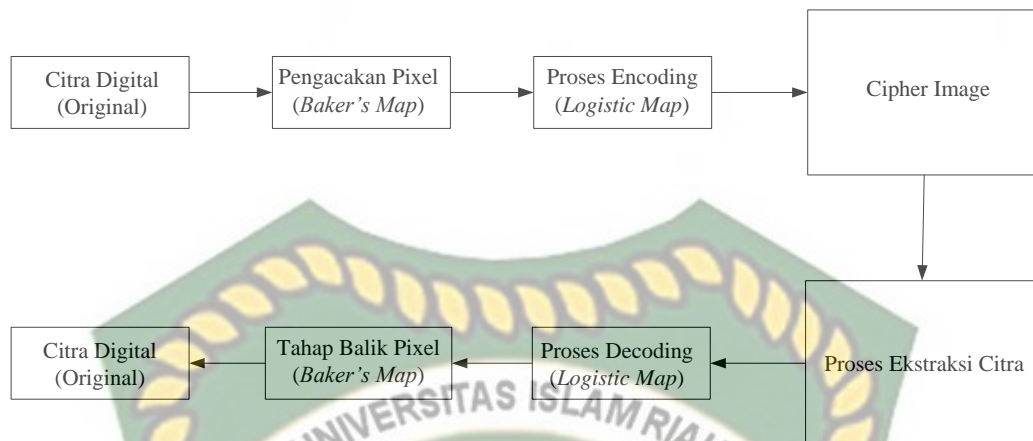 Citra Digital
(Original)
Pengacakan Pixel
(Baker's Map)
Proses Encoding
(Logistic Map)
Cipher Image
Citra Digital
(Original)
Tahap Balik Pixel
(Baker's Map)
Proses Decoding
(Logistic Map)
Proses Ekstraksi Citra
UNIVERSITAS ISLAM RIAU